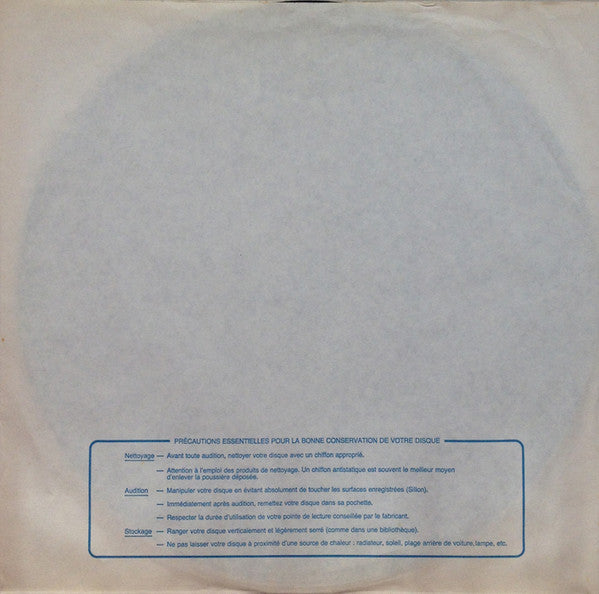 PRÉCAUTIONS ESSENTIELLES POUR LA BONNE CONSERVATION DE VOTRE DISQUE
Nettoyage — Avant toute audition, nettoyer votre disque avec un chiffon approprié.
— Attention à l'emploi des produits de nettoyage. Un chiffon antistatique est souvent le meilleur moyen
d'enlever la poussière déposée.
Audition — Manipuler votre disque en évitant absolument de toucher les surfaces enregistrées (Sillon).
— Immédiatement après audition, remettez votre disque dans sa pochette.
— Respecter la durée d'utilisation de votre pointe de lecture conseillée par le fabricant.
Stockage — Ranger votre disque verticalement et légèrement serré (comme dans une bibliothèque).
— Ne pas laisser votre disque à proximité d'une source de chaleur : radiateur, soleil, plage arrière de voiture, lampe, etc.